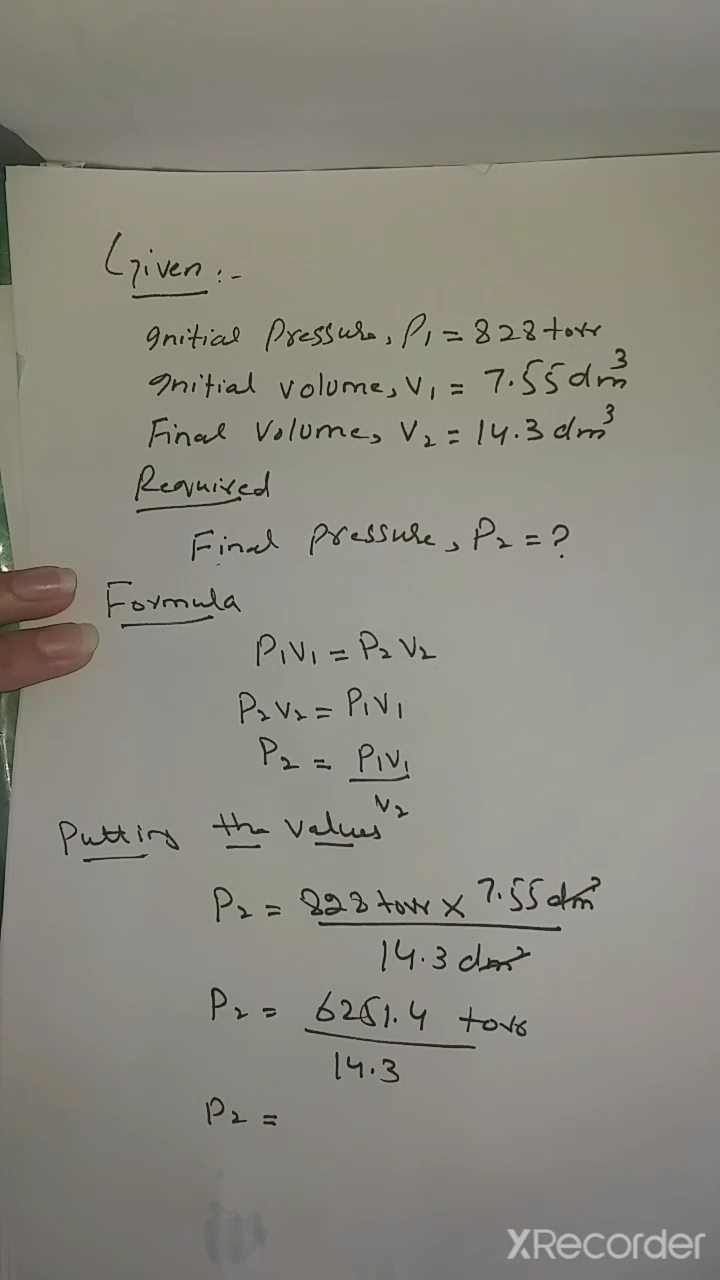 Given :-
Initial Pressure, P₁ = 828 torr
Initial volume, V₁ = 7.55 dm³
Final Volume, V₂ = 14.3 dm³
Required
Final pressure, P₂ = ?
Formula
P₁V₁ = P₂V₂
P₂V₂ = P₁V₁
P₂ = P₁V₁
V₂
Putting the values
P₂ = 828 torr × 7.55 dm³
14.3 dm³
P₂ = 6251.4 torr
14.3
P₂ =
XRecorder